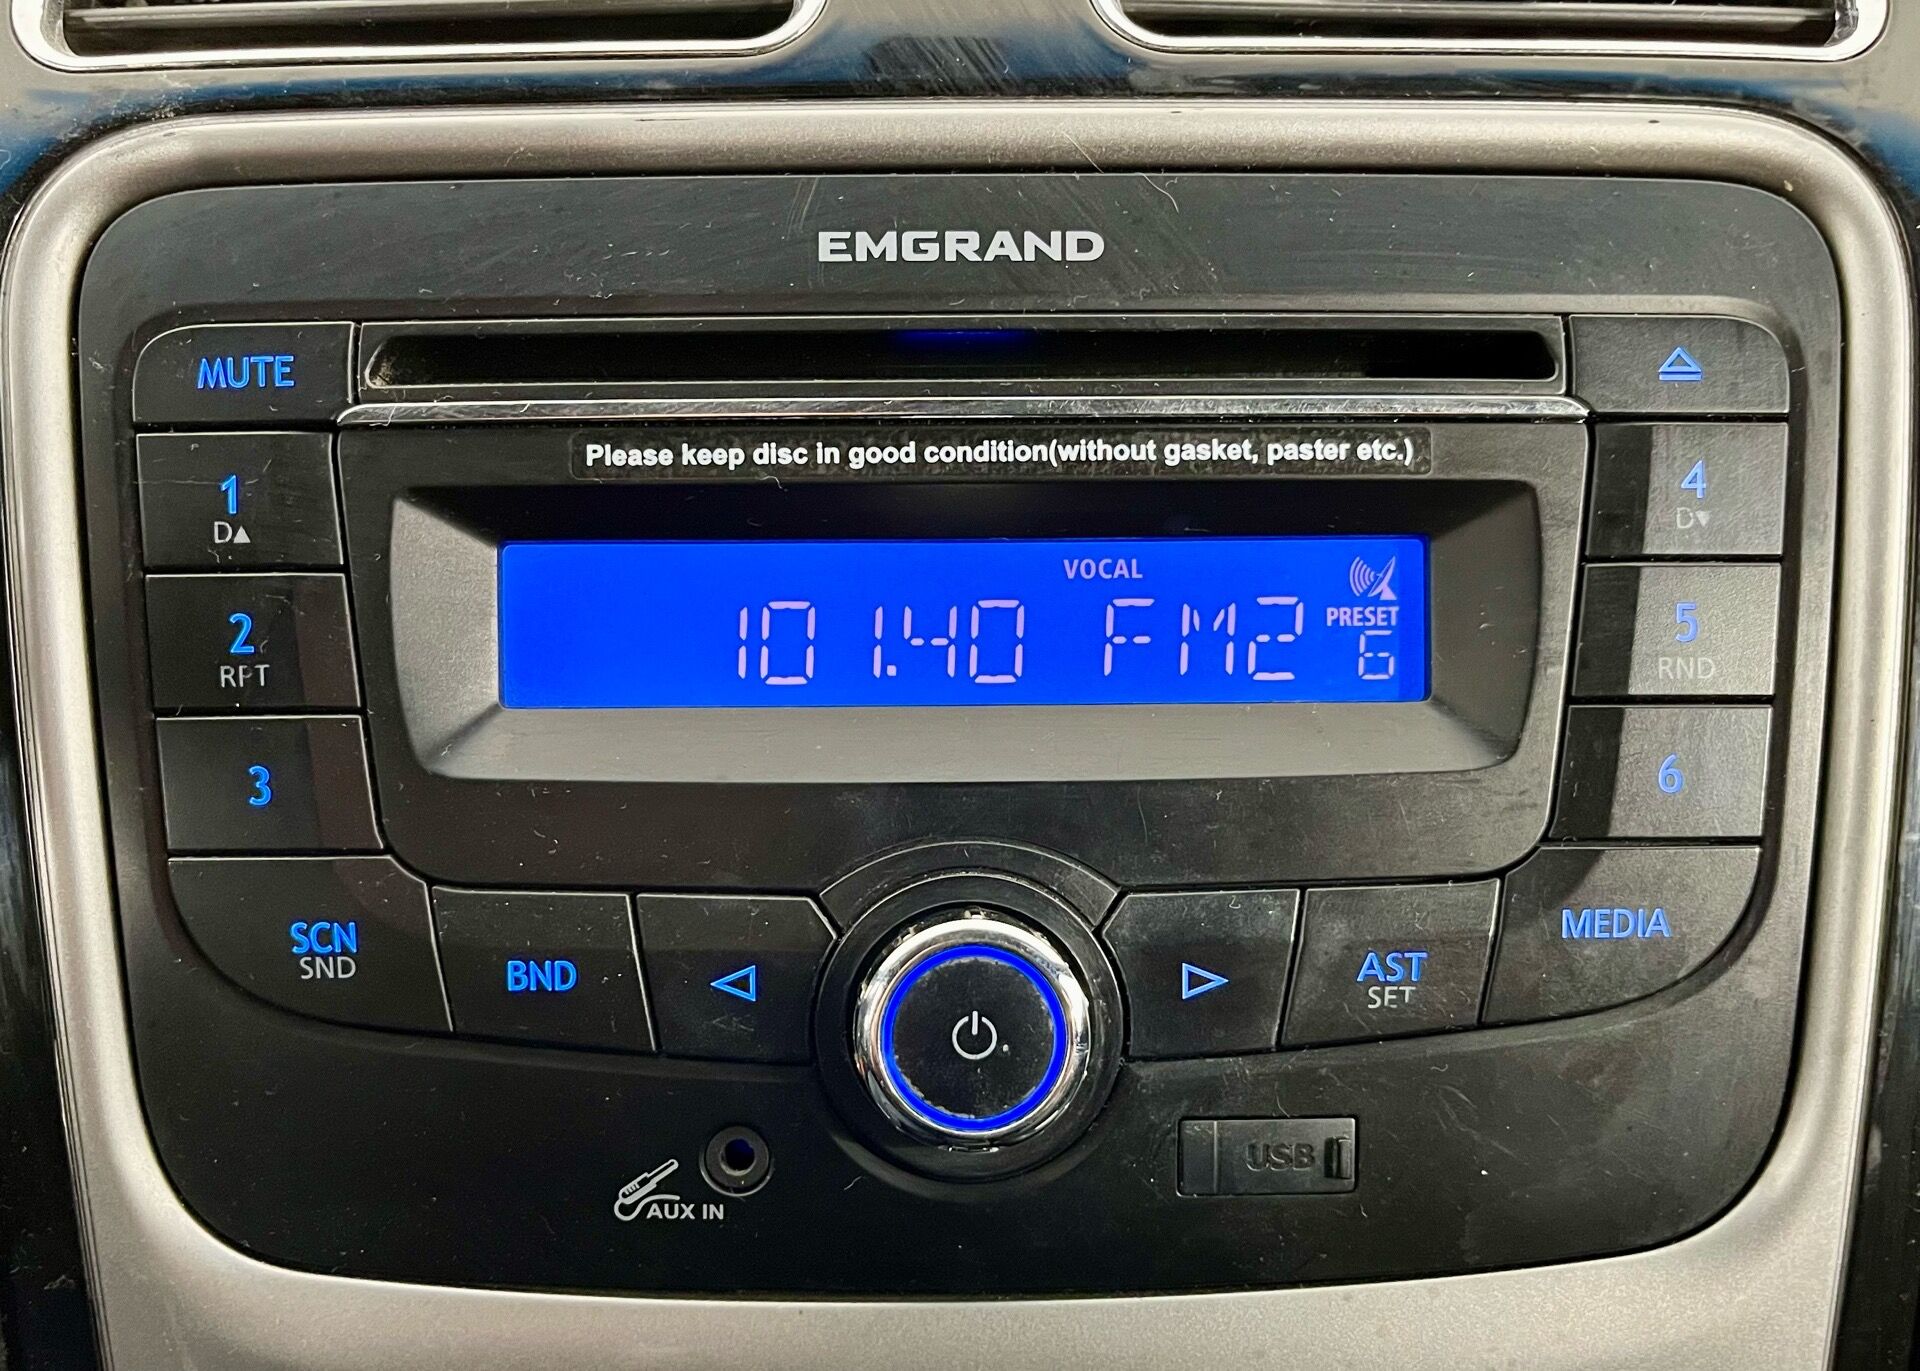 EMGRAND
MUTE
Please keep disc in good condition(without gasket, paster etc.)
1
D▲
4
D▼
VOCAL
101.40 FM2
PRESET
6
2
RPT
5
RND
3
6
SCN
SND
BND
AST
SET
MEDIA
AUX IN
USB